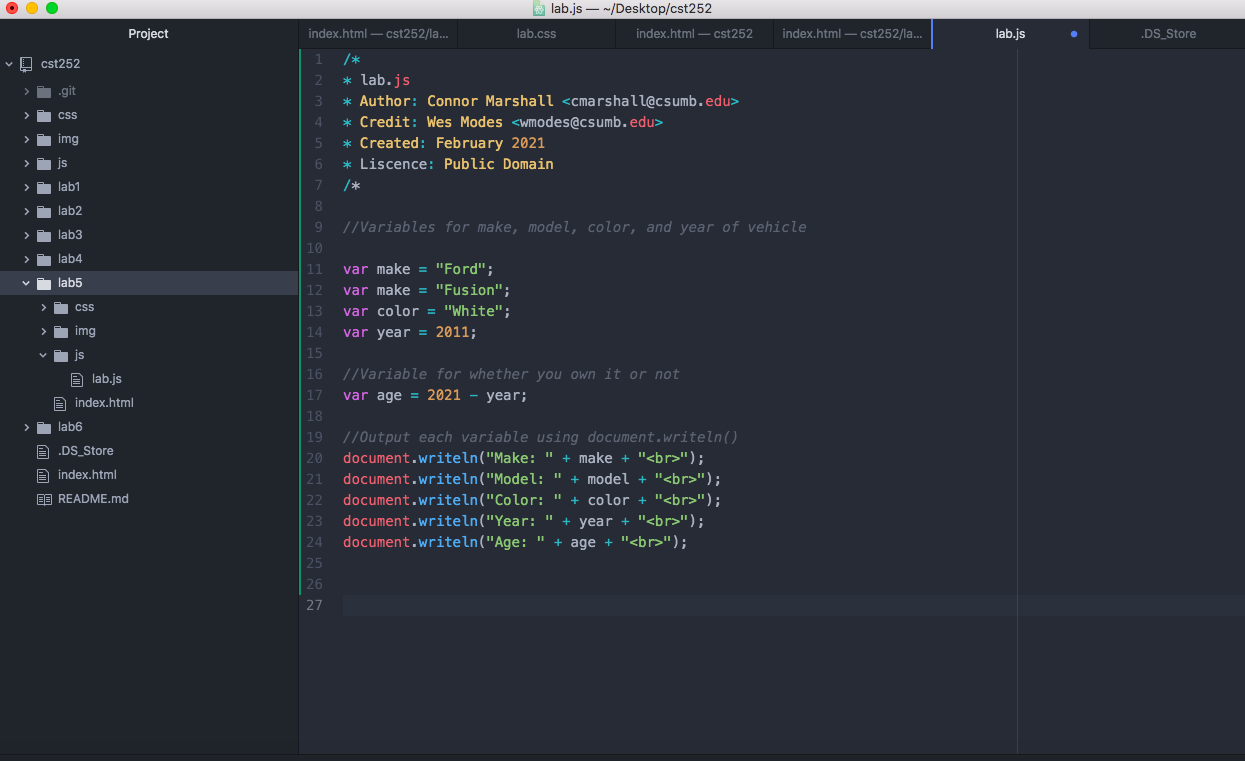 lab.js — ~/Desktop/cst252
Project
index.html — cst252/la...
lab.css
index.html — cst252
index.html — cst252/la...
lab.js
.DS_Store
cst252
.git
css
img
js
lab1
lab2
lab3
lab4
lab5
css
img
js
lab.js
index.html
lab6
.DS_Store
index.html
README.md
1 /*
2 * lab.js
3 * Author: Connor Marshall <cmarshall@csumb.edu>
4 * Credit: Wes Modes <wmodes@csumb.edu>
5 * Created: February 2021
6 * Liscence: Public Domain
7 /*
8
9 //Variables for make, model, color, and year of vehicle
10
11 var make = "Ford";
12 var make = "Fusion";
13 var color = "White";
14 var year = 2011;
15
16 //Variable for whether you own it or not
17 var age = 2021 - year;
18
19 //Output each variable using document.writeln()
20 document.writeln("Make: " + make + "<br>");
21 document.writeln("Model: " + model + "<br>");
22 document.writeln("Color: " + color + "<br>");
23 document.writeln("Year: " + year + "<br>");
24 document.writeln("Age: " + age + "<br>");
25
26
27